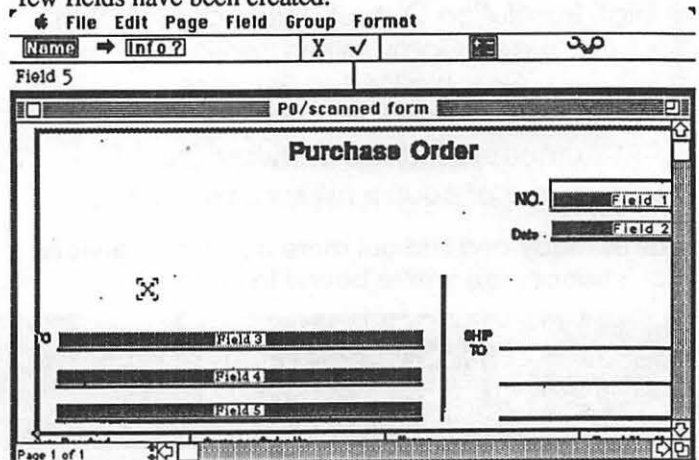 few fields have been created.
File Edit Page Field Group Format
Name ⇒ Info? X ✓
Field 5
PO/scanned form
Purchase Order
NO. Field 1
Date Field 2
Field 3
SHIP
TO
Field 4
Field 5
Page 1 of 1